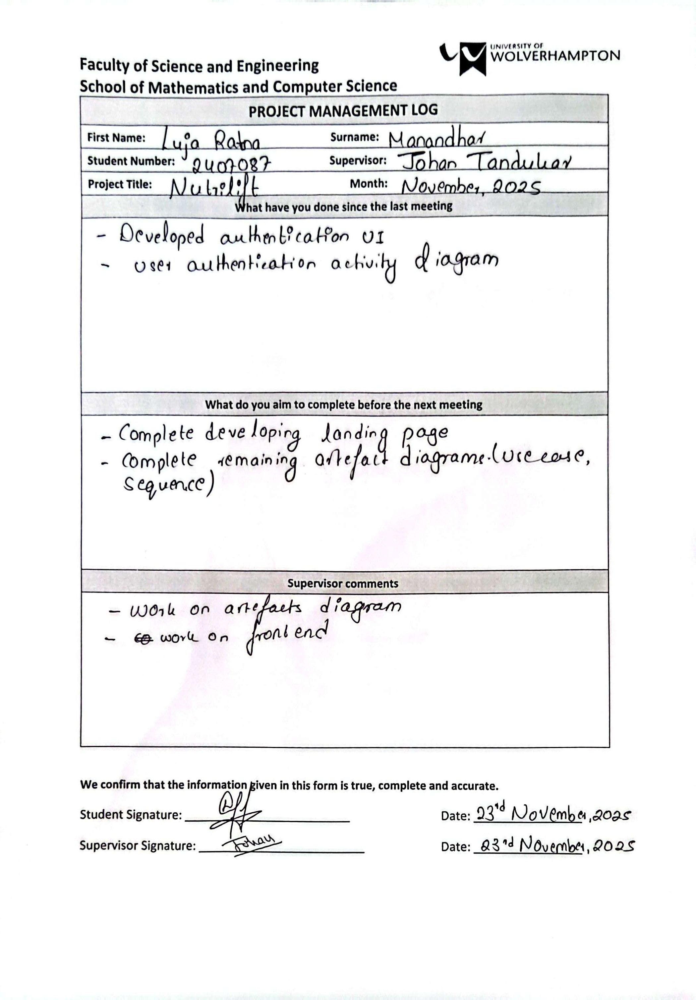 UNIVERSITY OF
WOLVERHAMPTON
Faculty of Science and Engineering
School of Mathematics and Computer Science
PROJECT MANAGEMENT LOG
First Name: Luja Ratna Surname: Manandhar
Student Number: 2407087 Supervisor: Johan Tandukar
Project Title: Nutrilift Month: November, 2025
What have you done since the last meeting
- Developed authentication UI
- user authentication activity diagram
What do you aim to complete before the next meeting
- Complete developing landing page
- Complete remaining artefact diagrams.(use case,
sequence)
Supervisor comments
- Work on artefacts diagram
- work on frontend
We confirm that the information given in this form is true, complete and accurate.
Student Signature: Date: 23rd November, 2025
Supervisor Signature: Johan Date: 23rd November, 2025